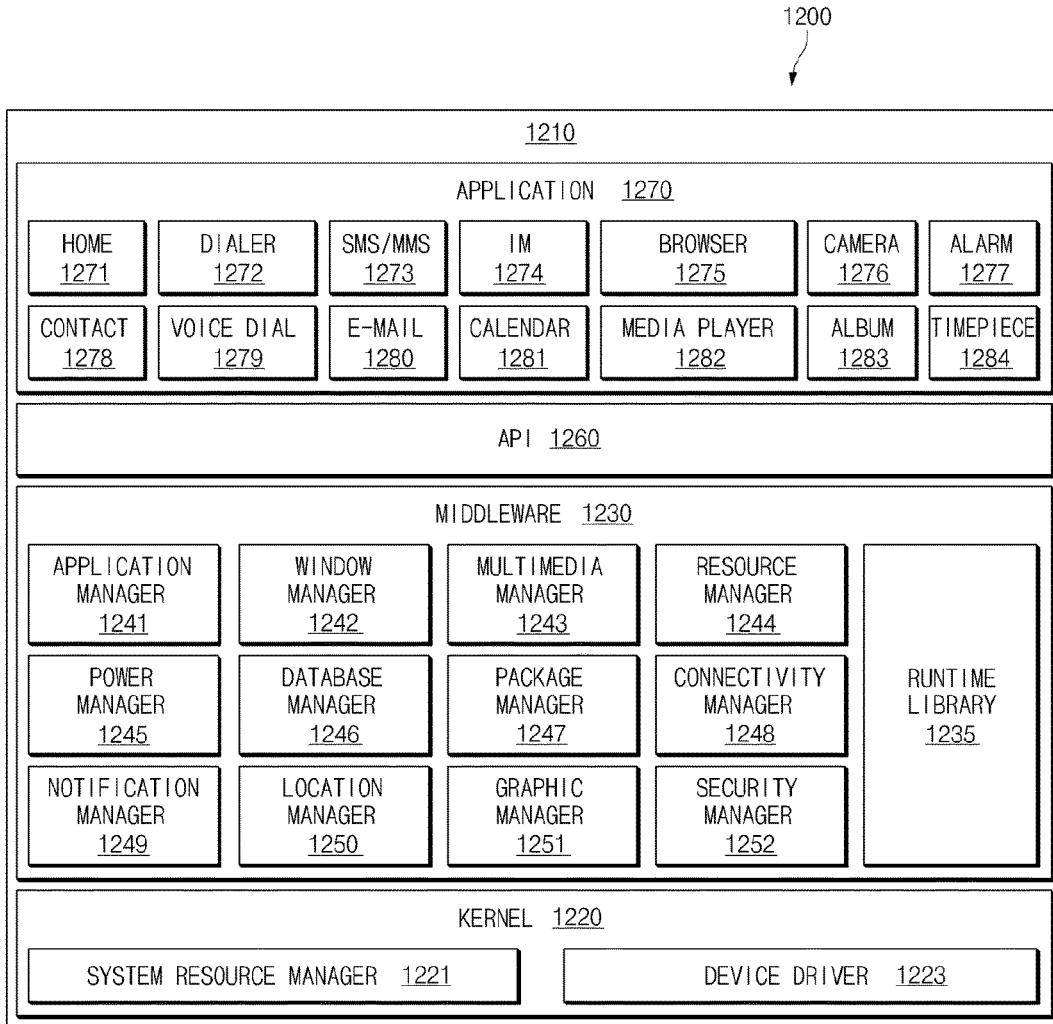 1200
1210
APPLICATION 1270
HOME
1271
DIALER
1272
SMS/MMS
1273
IM
1274
BROWSER
1275
CAMERA
1276
ALARM
1277
CONTACT
1278
VOICE DIAL
1279
E-MAIL
1280
CALENDAR
1281
MEDIA PLAYER
1282
ALBUM
1283
TIMEPIECE
1284
API 1260
MIDDLEWARE 1230
APPLICATION
MANAGER
1241
WINDOW
MANAGER
1242
MULTIMEDIA
MANAGER
1243
RESOURCE
MANAGER
1244
POWER
MANAGER
1245
DATABASE
MANAGER
1246
PACKAGE
MANAGER
1247
CONNECTIVITY
MANAGER
1248
NOTIFICATION
MANAGER
1249
LOCATION
MANAGER
1250
GRAPHIC
MANAGER
1251
SECURITY
MANAGER
1252
RUNTIME
LIBRARY
1235
KERNEL 1220
SYSTEM RESOURCE MANAGER 1221
DEVICE DRIVER 1223